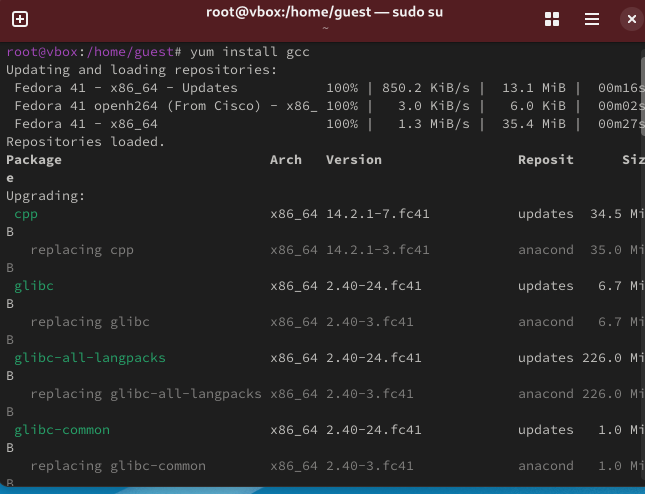 root@vbox:/home/guest — sudo su
~
root@vbox:/home/guest# yum install gcc
Updating and loading repositories:
Fedora 41 - x86_64 - Updates 100% | 850.2 KiB/s | 13.1 MiB | 00m16s
Fedora 41 openh264 (From Cisco) - x86_ 100% | 3.0 KiB/s | 6.0 KiB | 00m02s
Fedora 41 - x86_64 100% | 1.3 MiB/s | 35.4 MiB | 00m27s
Repositories loaded.
Package Arch Version Reposit Siz
e
Upgrading:
cpp x86_64 14.2.1-7.fc41 updates 34.5 Mi
B
replacing cpp x86_64 14.2.1-3.fc41 anacond 35.0 Mi
B
glibc x86_64 2.40-24.fc41 updates 6.7 Mi
B
replacing glibc x86_64 2.40-3.fc41 anacond 6.7 Mi
B
glibc-all-langpacks x86_64 2.40-24.fc41 updates 226.0 Mi
B
replacing glibc-all-langpacks x86_64 2.40-3.fc41 anacond 226.0 Mi
B
glibc-common x86_64 2.40-24.fc41 updates 1.0 Mi
B
replacing glibc-common x86_64 2.40-3.fc41 anacond 1.0 Mi
B